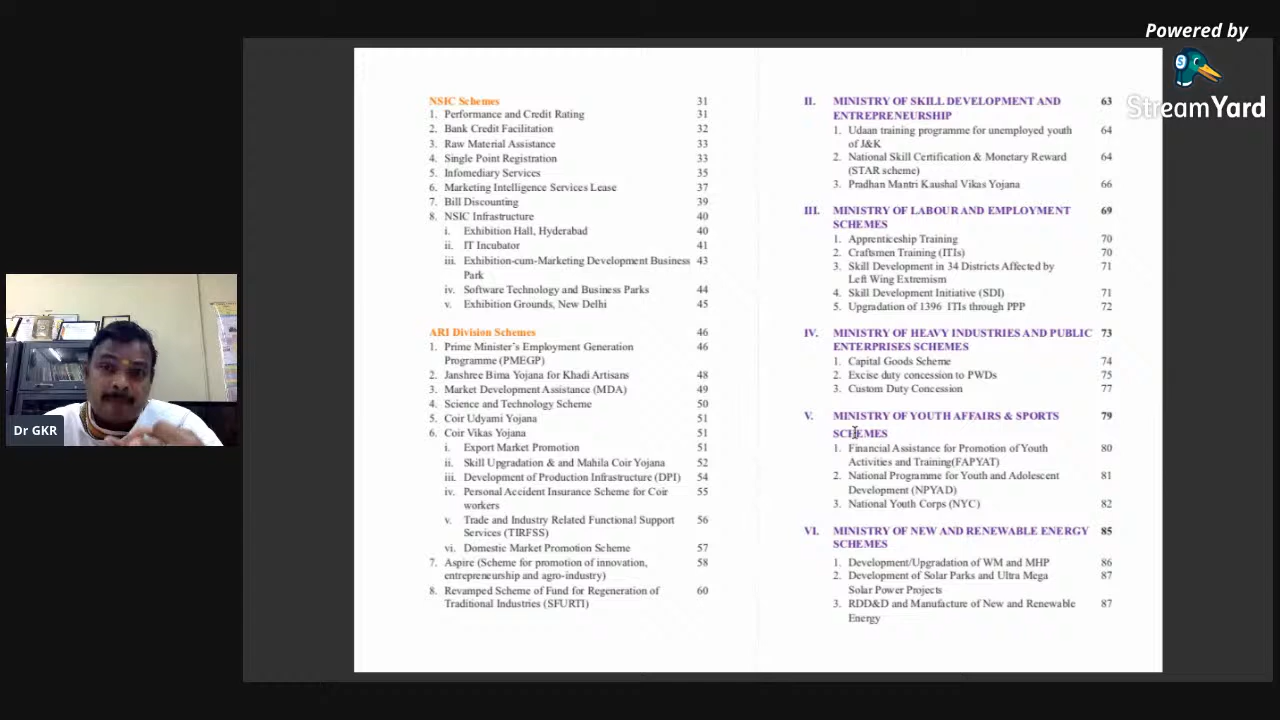 Powered by
StreamYard
NSIC Schemes 31
1. Performance and Credit Rating 31
2. Bank Credit Facilitation 32
3. Raw Material Assistance 33
4. Single Point Registration 33
5. Infomediary Services 35
6. Marketing Intelligence Services Lease 37
7. Bill Discounting 39
8. NSIC Infrastructure 40
i. Exhibition Hall, Hyderabad 40
ii. IT Incubator 41
iii. Exhibition-cum-Marketing Development Business 43
Park
iv. Software Technology and Business Parks 44
v. Exhibition Grounds, New Delhi 45
ARI Division Schemes 46
1. Prime Minister's Employment Generation 46
Programme (PMEGP)
2. Janshree Bima Yojana for Khadi Artisans 48
3. Market Development Assistance (MDA) 49
4. Science and Technology Scheme 50
5. Coir Udyami Yojana 51
6. Coir Vikas Yojana 51
i. Export Market Promotion 51
ii. Skill Upgradation & and Mahila Coir Yojana 52
iii. Development of Production Infrastructure (DPI) 54
iv. Personal Accident Insurance Scheme for Coir 55
workers
v. Trade and Industry Related Functional Support 56
Services (TIRFSS)
vi. Domestic Market Promotion Scheme 57
7. Aspire (Scheme for promotion of innovation, 58
entrepreneurship and agro-industry)
8. Revamped Scheme of Fund for Regeneration of 60
Traditional Industries (SFURTI)
II. MINISTRY OF SKILL DEVELOPMENT AND 63
ENTREPRENEURSHIP
1. Udaan training programme for unemployed youth 64
of J&K
2. National Skill Certification & Monetary Reward 64
(STAR scheme)
3. Pradhan Mantri Kaushal Vikas Yojana 66
III. MINISTRY OF LABOUR AND EMPLOYMENT 69
SCHEMES
1. Apprenticeship Training 70
2. Craftsmen Training (ITIs) 70
3. Skill Development in 34 Districts Affected by 71
Left Wing Extremism
4. Skill Development Initiative (SDI) 71
5. Upgradation of 1396 ITIs through PPP 72
IV. MINISTRY OF HEAVY INDUSTRIES AND PUBLIC 73
ENTERPRISES SCHEMES
1. Capital Goods Scheme 74
2. Excise duty concession to PWDs 75
3. Custom Duty Concession 77
V. MINISTRY OF YOUTH AFFAIRS & SPORTS 79
SCHEMES
1. Financial Assistance for Promotion of Youth 80
Activities and Training(FAPYAT)
2. National Programme for Youth and Adolescent 81
Development (NPYAD)
3. National Youth Corps (NYC) 82
VI. MINISTRY OF NEW AND RENEWABLE ENERGY 85
SCHEMES
1. Development/Upgradation of WM and MHP 86
2. Development of Solar Parks and Ultra Mega 87
Solar Power Projects
3. RDD&D and Manufacture of New and Renewable 87
Energy
Dr GKR